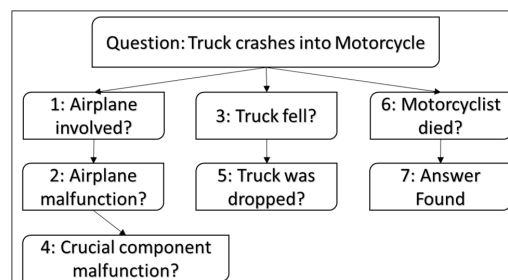 Question: Truck crashes into Motorcycle
1: Airplane
involved?
3: Truck fell?
6: Motorcyclist
died?
2: Airplane
malfunction?
5: Truck was
dropped?
7: Answer
Found
4: Crucial component
malfunction?